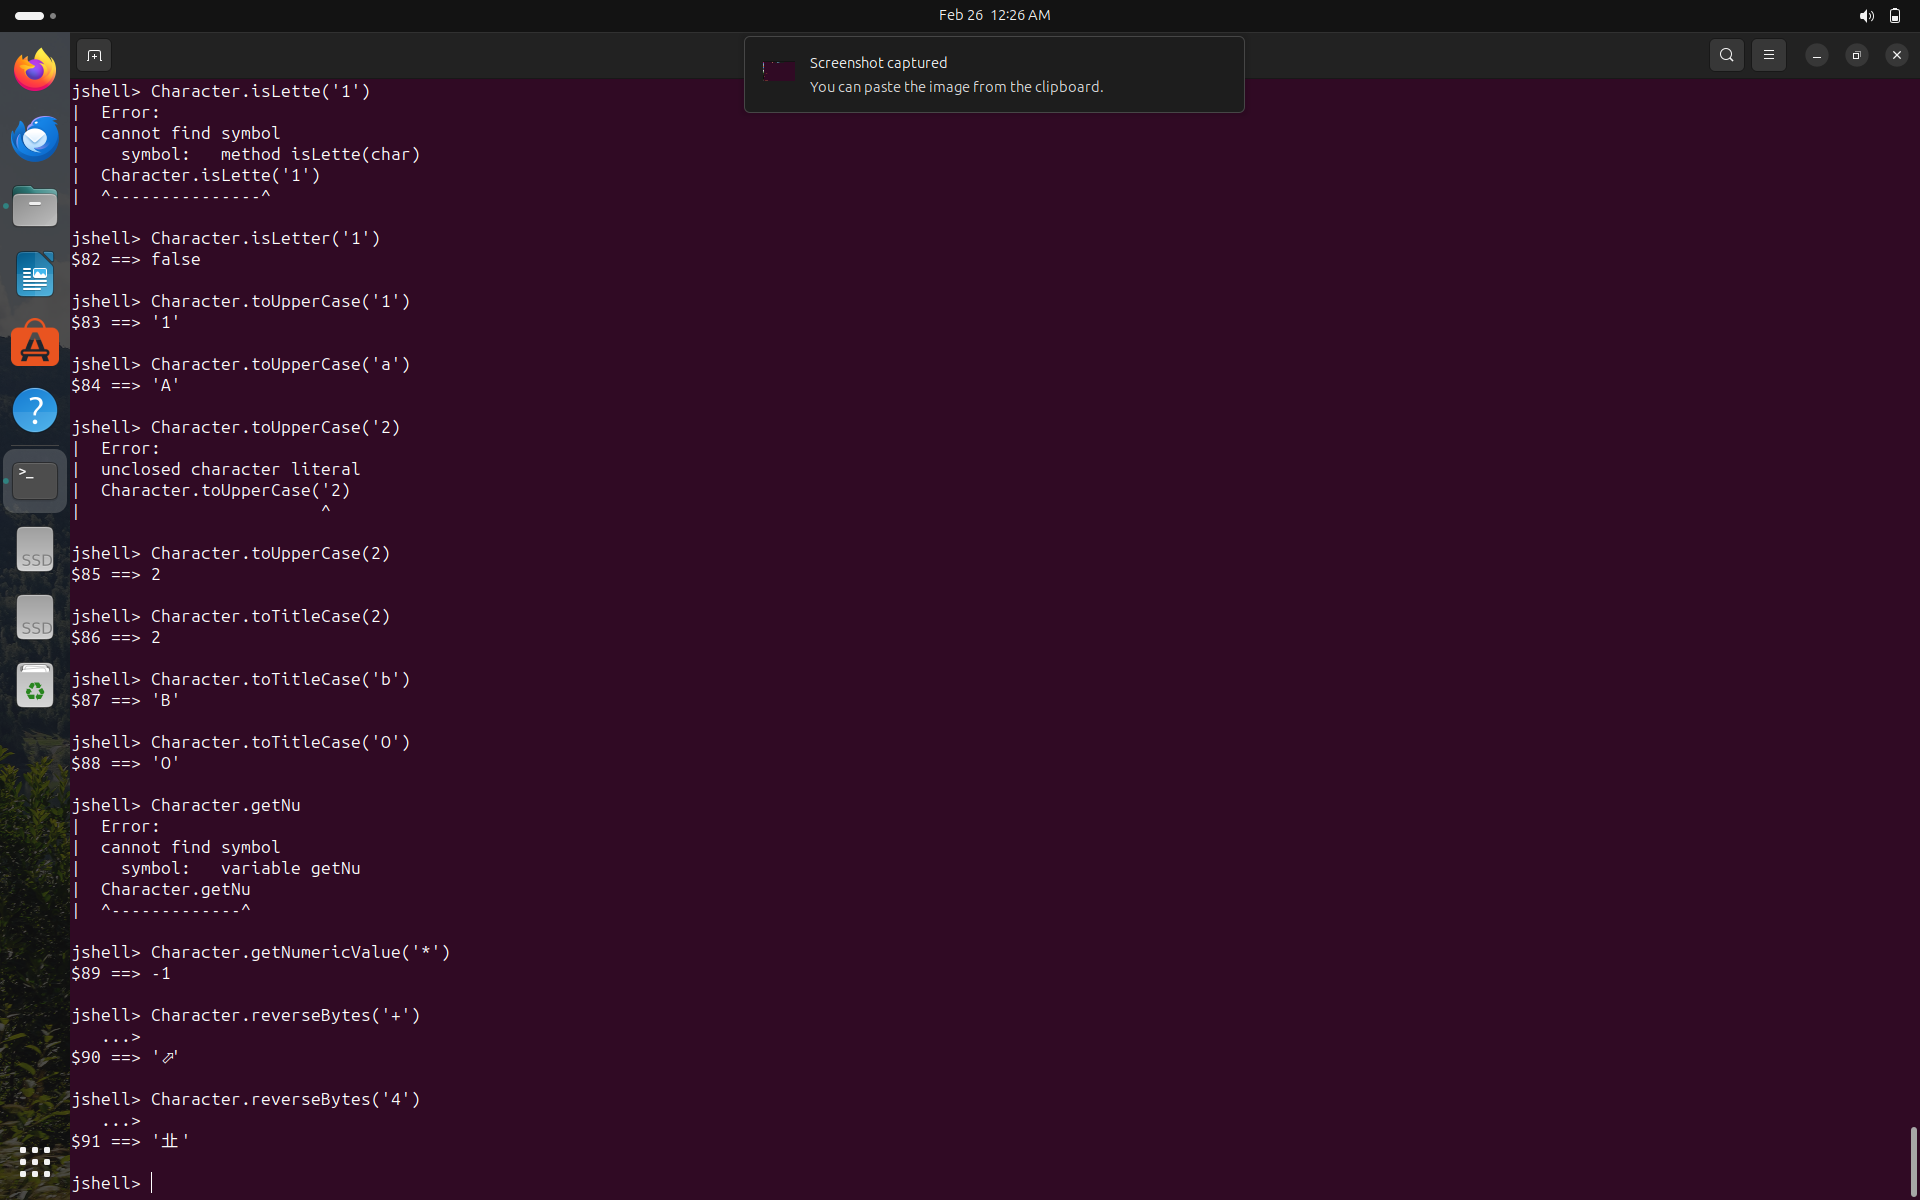 Feb 26 12:26 AM
Screenshot captured
You can paste the image from the clipboard.
jshell> Character.isLette('1')
|  Error:
|  cannot find symbol
|    symbol:   method isLette(char)
|  Character.isLette('1')
|  ^---------------^
jshell> Character.isLetter('1')
$82 ==> false
jshell> Character.toUpperCase('1')
$83 ==> '1'
jshell> Character.toUpperCase('a')
$84 ==> 'A'
jshell> Character.toUpperCase('2)
|  Error:
|  unclosed character literal
|  Character.toUpperCase('2)
|                        ^
jshell> Character.toUpperCase(2)
$85 ==> 2
jshell> Character.toTitleCase(2)
$86 ==> 2
jshell> Character.toTitleCase('b')
$87 ==> 'B'
jshell> Character.toTitleCase('O')
$88 ==> 'O'
jshell> Character.getNu
|  Error:
|  cannot find symbol
|    symbol:   variable getNu
|  Character.getNu
|  ^-------------^
jshell> Character.getNumericValue('*')
$89 ==> -1
jshell> Character.reverseBytes('+')
   ...>
$90 ==> '⬀'
jshell> Character.reverseBytes('4')
   ...>
$91 ==> '㐀'
jshell>
SSD
SSD